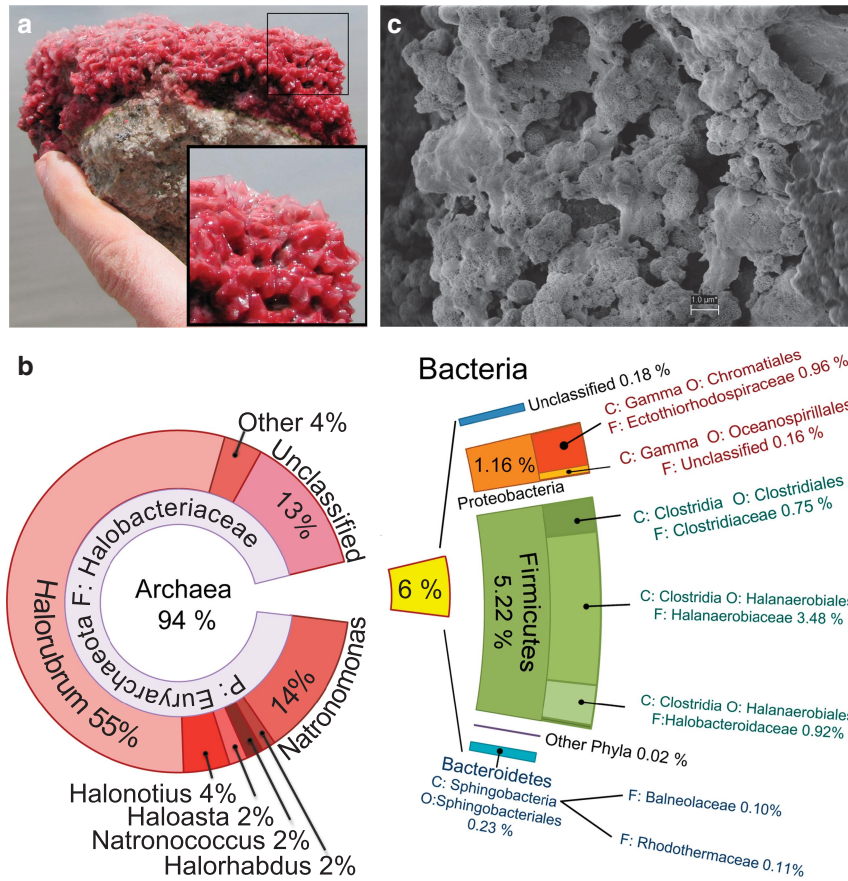 a
c
1.0 µm*
b
Bacteria
Other 4%
Unclassified
13%
P: Euryarchaeota F: Halobacteriaceae
Archaea
94 %
Halorubrum 55%
14%
Natronomonas
Halonotius 4%
Haloasta 2%
Natronococcus 2%
Halorhabdus 2%
6 %
Unclassified 0.18 %
1.16 %
Proteobacteria
C: Gamma O: Chromatiales
F: Ectothiorhodospiraceae 0.96 %
C: Gamma O: Oceanospirillales
F: Unclassified 0.16 %
Firmicutes
5.22 %
C: Clostridia O: Clostridiales
F: Clostridiaceae 0.75 %
C: Clostridia O: Halanaerobiales
F: Halanaerobiaceae 3.48 %
C: Clostridia O: Halanaerobiales
F:Halobacteroidaceae 0.92%
Other Phyla 0.02 %
Bacteroidetes
C: Sphingobacteria
O:Sphingobacteriales
0.23 %
F: Balneolaceae 0.10%
F: Rhodothermaceae 0.11%